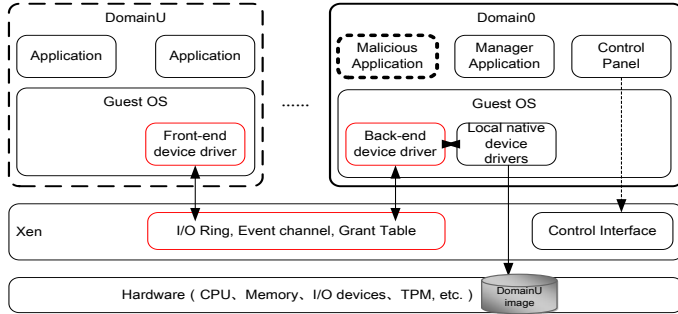 DomainU
Domain0
Application
Application
Malicious
Application
Manager
Application
Control
Panel
Guest OS
......
Guest OS
Front-end
device driver
Back-end
device driver
Local native
device
drivers
Xen
I/O Ring, Event channel, Grant Table
Control Interface
Hardware（CPU、Memory、I/O devices、TPM, etc.）
DomainU
image